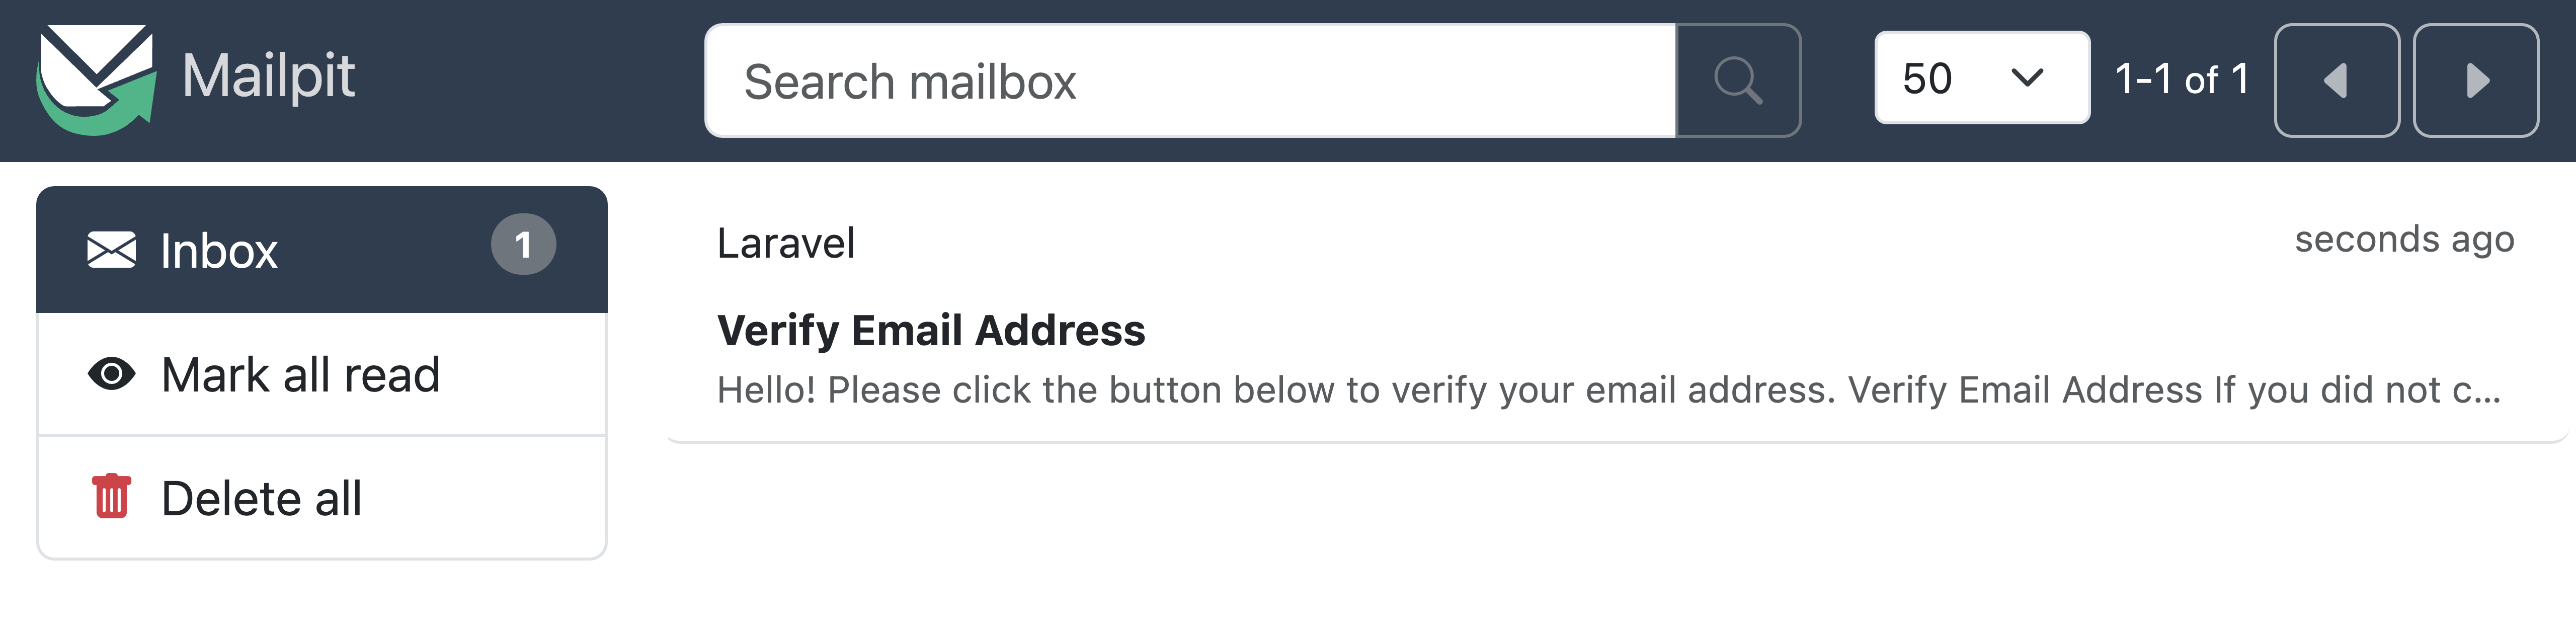 Mailpit
Search mailbox
50
1-1 of 1
Inbox
1
Mark all read
Delete all
Laravel
seconds ago
Verify Email Address
Hello! Please click the button below to verify your email address. Verify Email Address If you did not c...